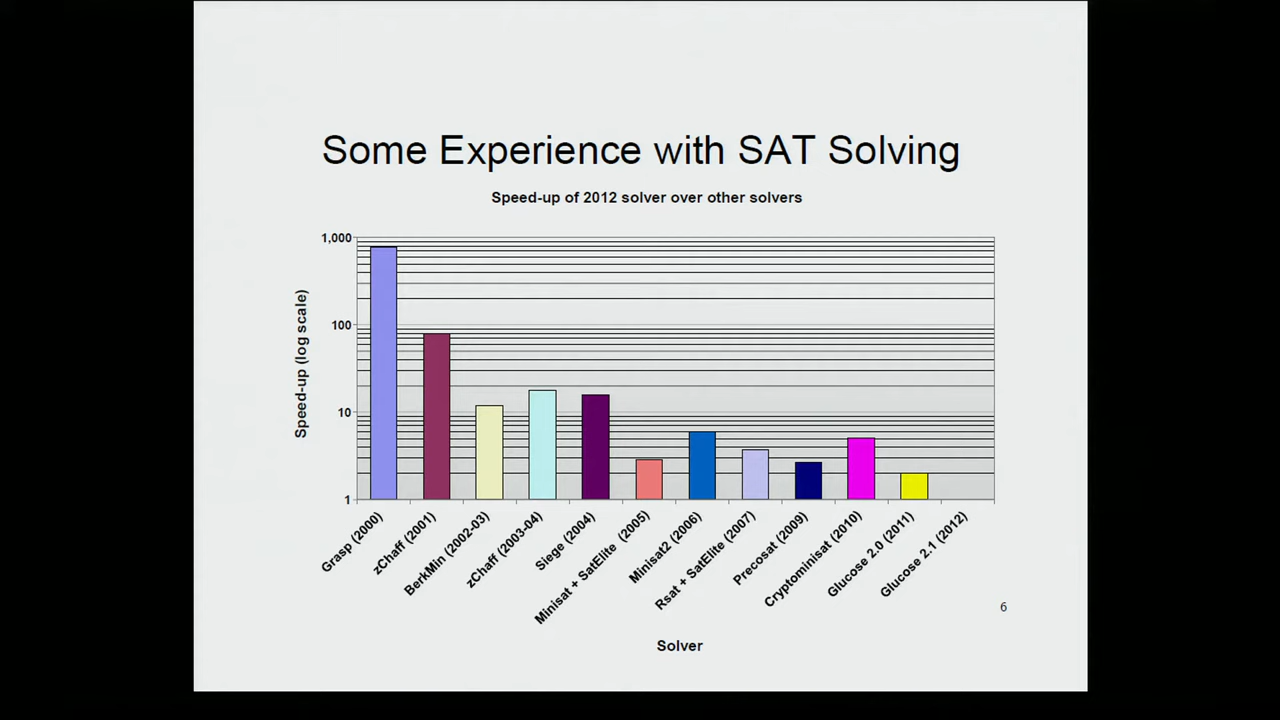 Some Experience with SAT Solving
Speed-up of 2012 solver over other solvers
Speed-up (log scale)
1,000
100
10
1
Grasp (2000)
zChaff (2001)
BerkMin (2002-03)
zChaff (2003-04)
Siege (2004)
Minisat + SatElite (2005)
Minisat2 (2006)
Rsat + SatElite (2007)
Precosat (2009)
Cryptominisat (2010)
Glucose 2.0 (2011)
Glucose 2.1 (2012)
6
Solver